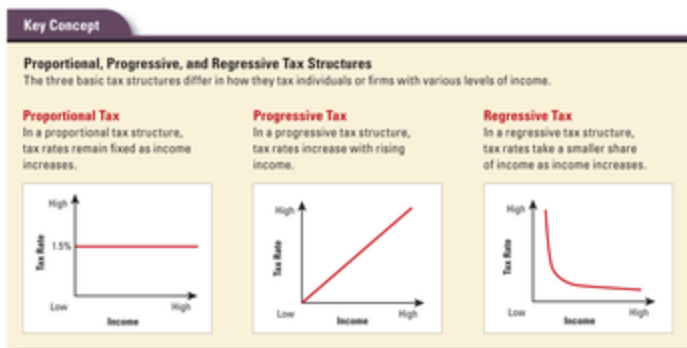 Key Concept
Proportional, Progressive, and Regressive Tax Structures
The three basic tax structures differ in how they tax individuals or firms with various levels of income.
Proportional Tax
In a proportional tax structure,
tax rates remain fixed as income
increases.
High
1.5%
Tax Rate
Low
High
Income
Progressive Tax
In a progressive tax structure,
tax rates increase with rising
income.
High
Tax Rate
Low
High
Income
Regressive Tax
In a regressive tax structure,
tax rates take a smaller share
of income as income increases.
High
Tax Rate
Low
High
Income